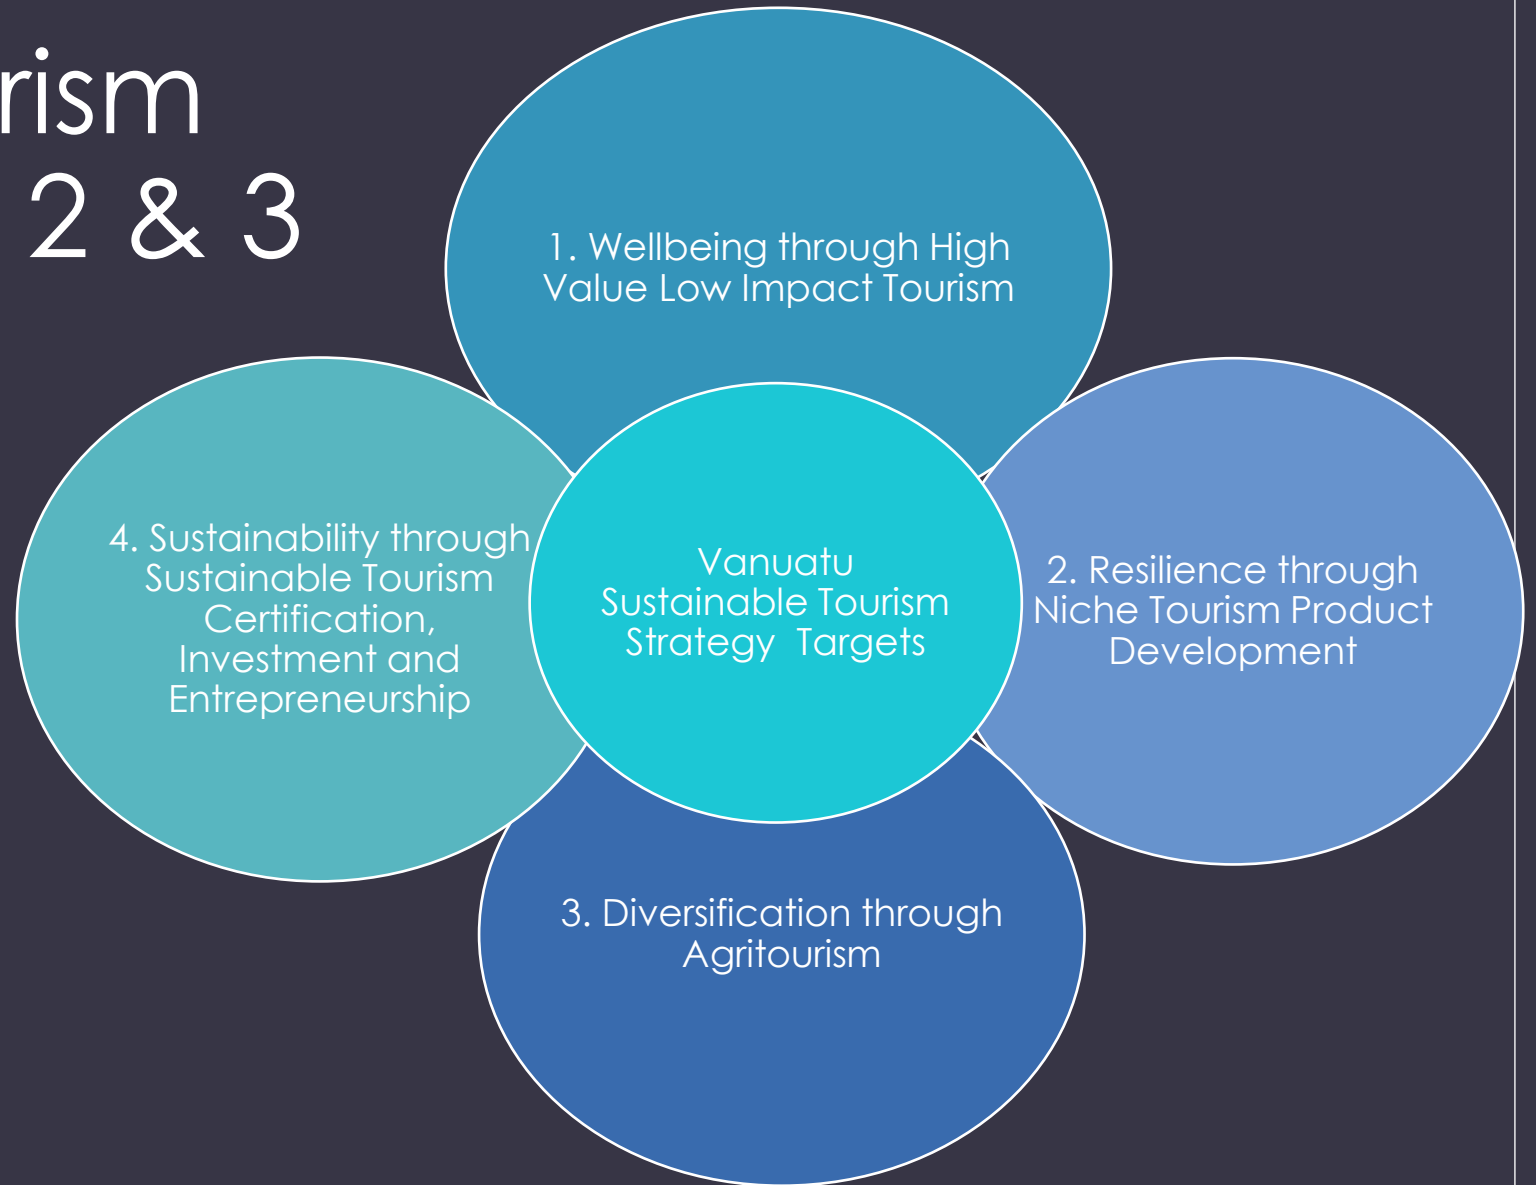 rism
2 & 3
1. Wellbeing through High
Value Low Impact Tourism
4. Sustainability through
Sustainable Tourism
Certification,
Investment and
Entrepreneurship
Vanuatu
Sustainable Tourism
Strategy  Targets
2. Resilience through
Niche Tourism Product
Development
3. Diversification through
Agritourism